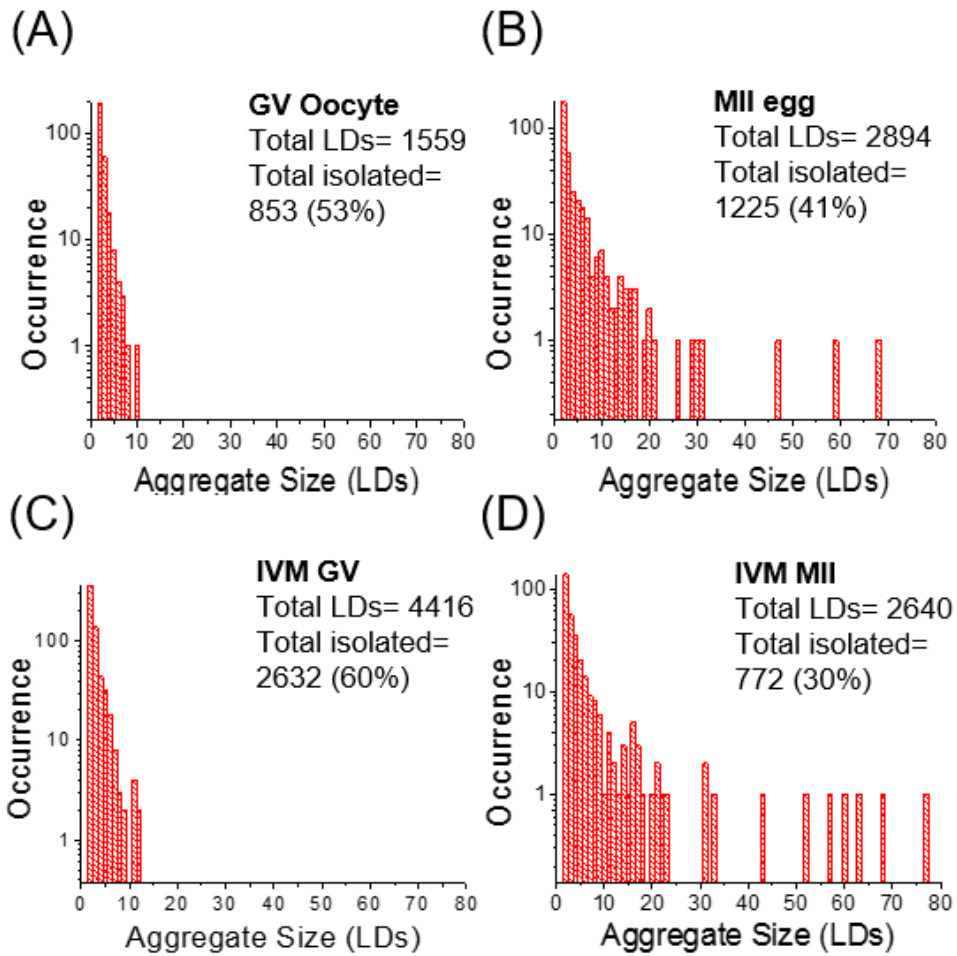 (A)
GV Oocyte
Total LDs= 1559
Total isolated=
853 (53%)
100
10
1
Occurrence
0 10 20 30 40 50 60 70 80
Aggregate Size (LDs)
(B)
MII egg
Total LDs= 2894
Total isolated=
1225 (41%)
100
10
1
Occurrence
0 10 20 30 40 50 60 70 80
Aggregate Size (LDs)
(C)
IVM GV
Total LDs= 4416
Total isolated=
2632 (60%)
100
10
1
Occurrence
0 10 20 30 40 50 60 70 80
Aggregate Size (LDs)
(D)
IVM MII
Total LDs= 2640
Total isolated=
772 (30%)
100
10
1
Occurrence
0 10 20 30 40 50 60 70 80
Aggregate Size (LDs)